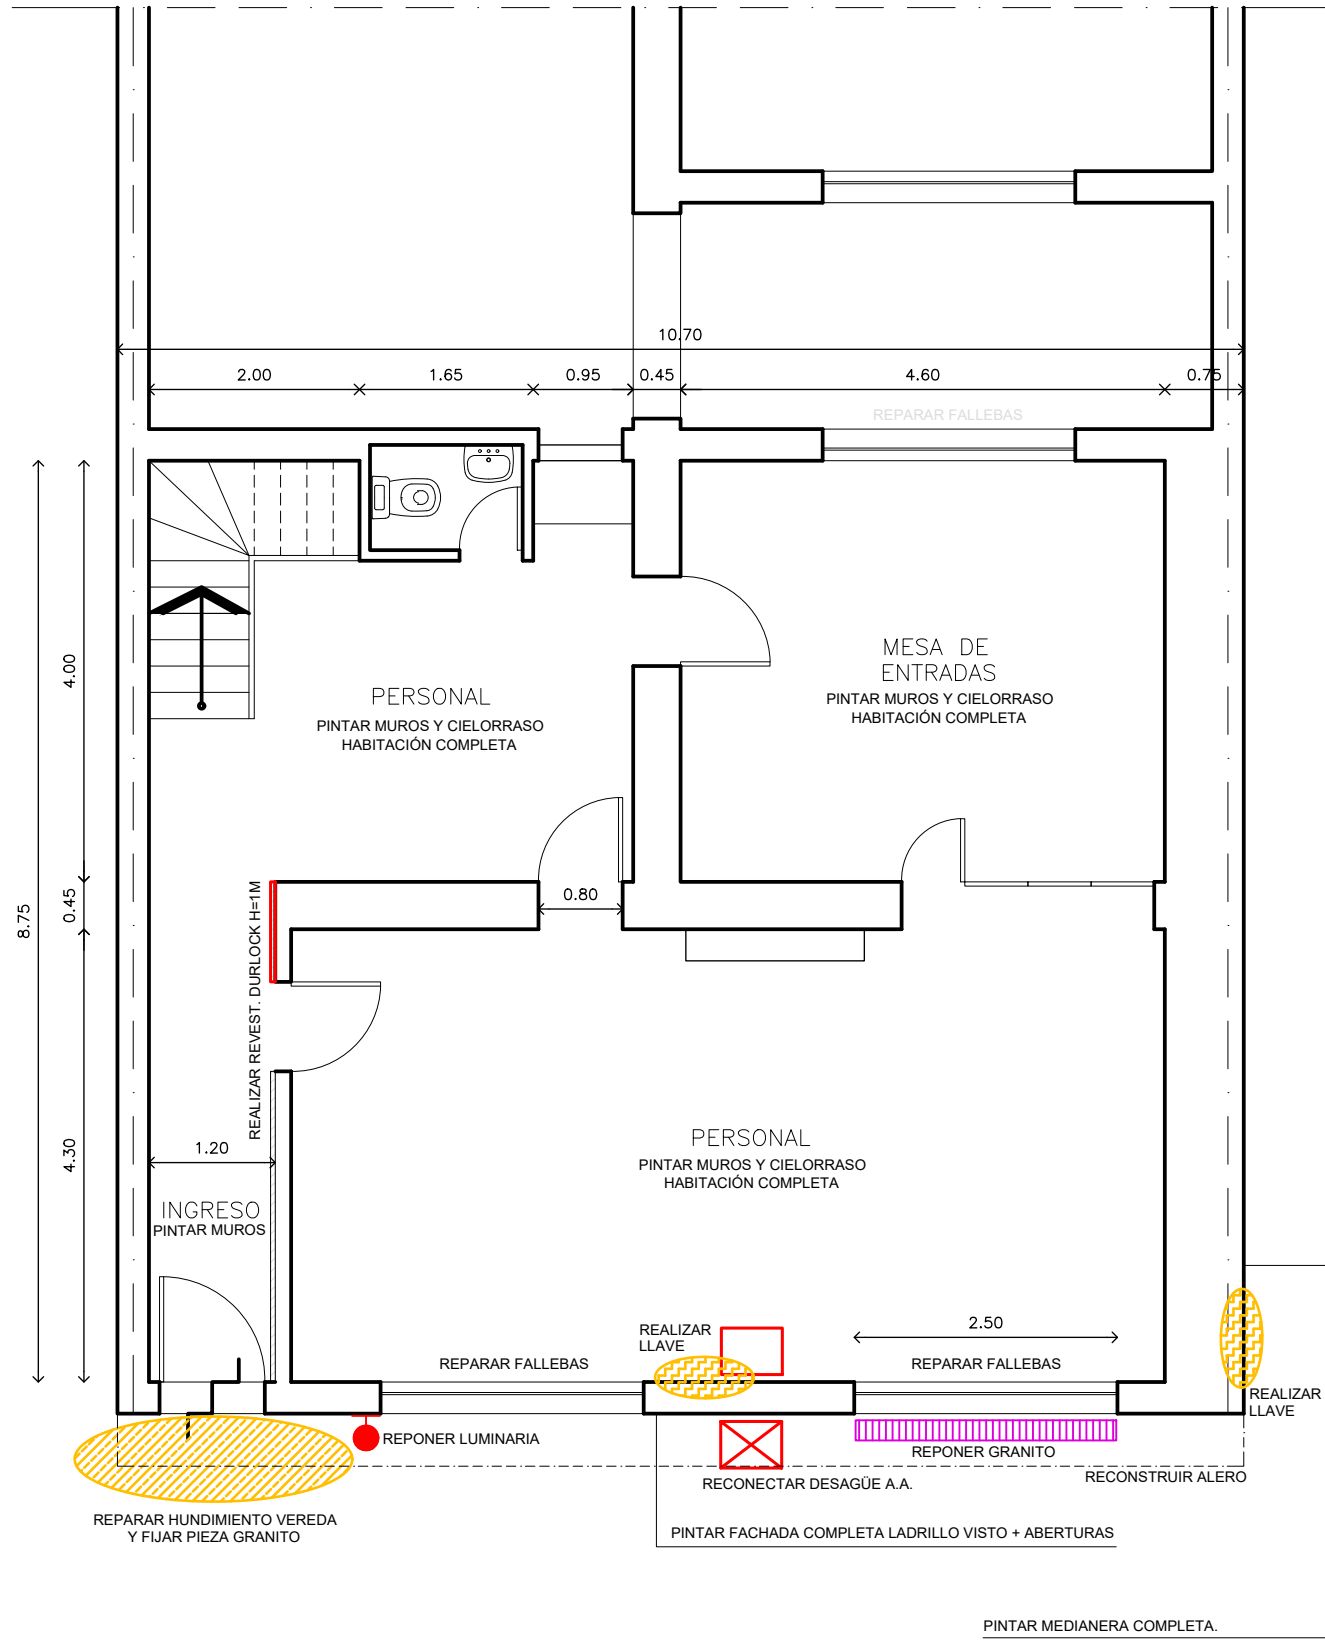 10.70
2.00
1.65
0.95
0.45
4.60
0.75
REPARAR FALLEBAS
4.00
0.45
8.75
4.30
PERSONAL
PINTAR MUROS Y CIELORRASO
HABITACIÓN COMPLETA
MESA DE
ENTRADAS
PINTAR MUROS Y CIELORRASO
HABITACIÓN COMPLETA
0.80
REALIZAR REVEST. DURLOCK H=1M
1.20
INGRESO
PINTAR MUROS
PERSONAL
PINTAR MUROS Y CIELORRASO
HABITACIÓN COMPLETA
REALIZAR
LLAVE
2.50
REPARAR FALLEBAS
REPARAR FALLEBAS
REALIZAR
LLAVE
REPONER LUMINARIA
REPONER GRANITO
RECONECTAR DESAGÜE A.A.
RECONSTRUIR ALERO
REPARAR HUNDIMIENTO VEREDA
Y FIJAR PIEZA GRANITO
PINTAR FACHADA COMPLETA LADRILLO VISTO + ABERTURAS
PINTAR MEDIANERA COMPLETA.